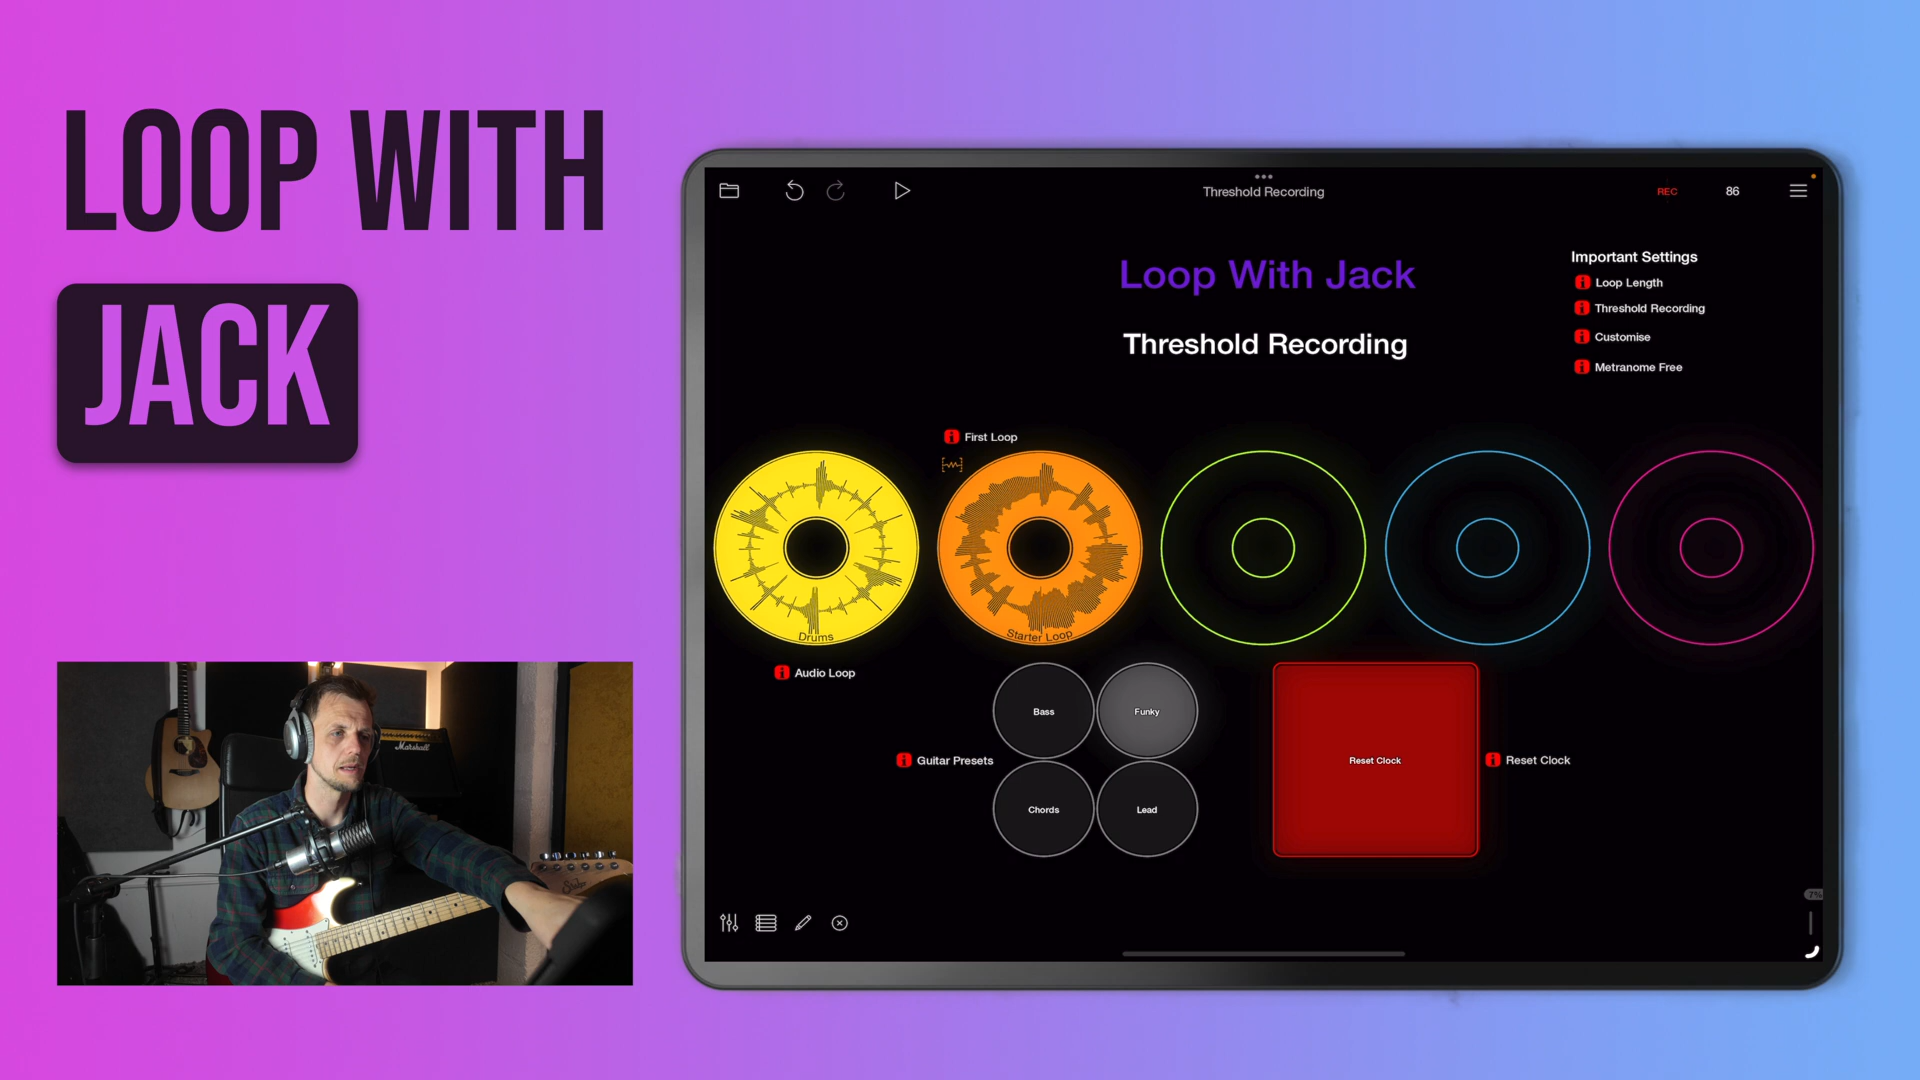 LOOP WITH
JACK
Threshold Recording
REC
86
Loop With Jack
Threshold Recording
Important Settings
Loop Length
Threshold Recording
Customise
Metranome Free
First Loop
Drums
Starter Loop
Audio Loop
Bass
Funky
Guitar Presets
Chords
Lead
Reset Clock
Reset Clock
7%
Marshall